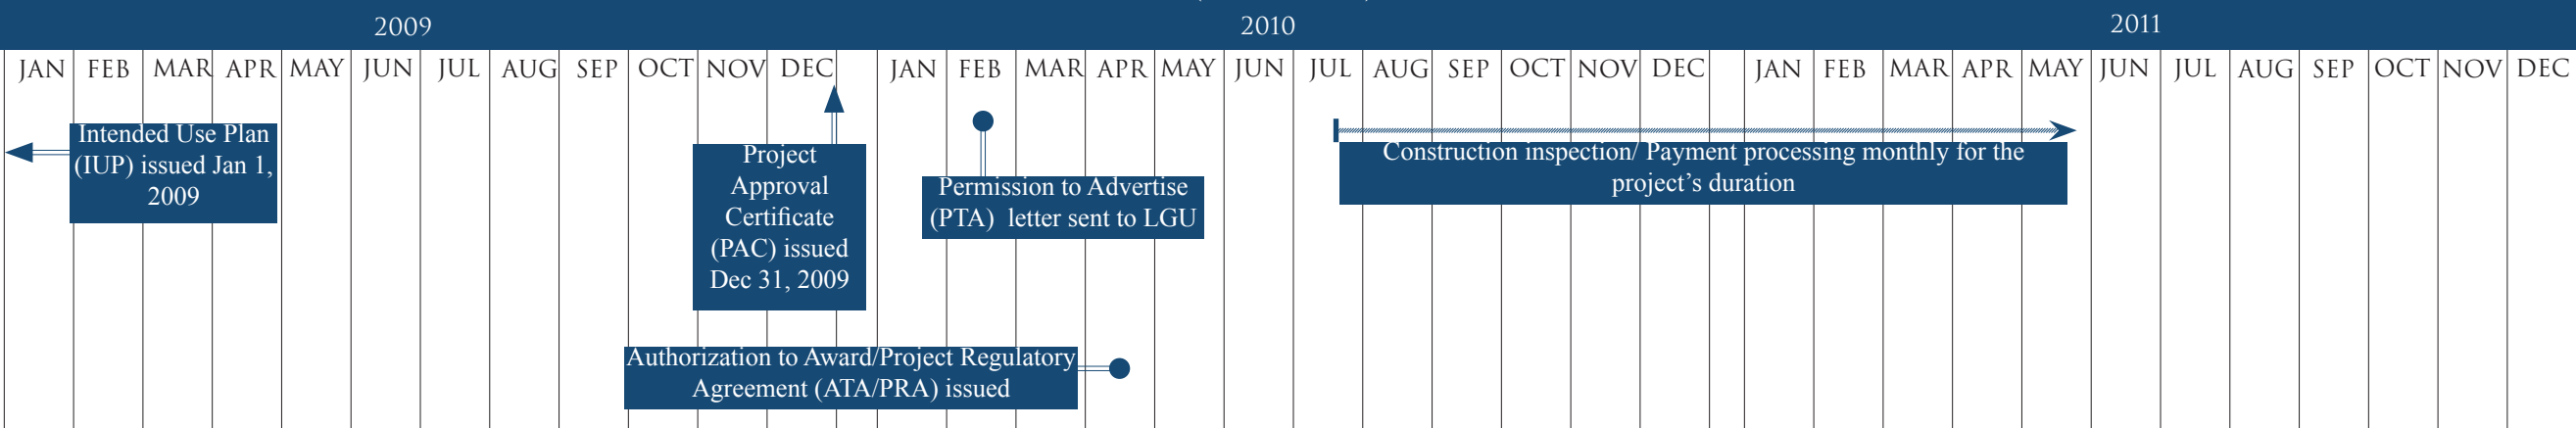 2009 2010 2011
JAN FEB MAR APR MAY JUN JUL AUG SEP OCT NOV DEC JAN FEB MAR APR MAY JUN JUL AUG SEP OCT NOV DEC JAN FEB MAR APR MAY JUN JUL AUG SEP OCT NOV DEC
Intended Use Plan
(IUP) issued Jan 1,
2009
Project
Approval
Certificate
(PAC) issued
Dec 31, 2009
Permission to Advertise
(PTA) letter sent to LGU
Construction inspection/ Payment processing monthly for the
project's duration
Authorization to Award/Project Regulatory
Agreement (ATA/PRA) issued